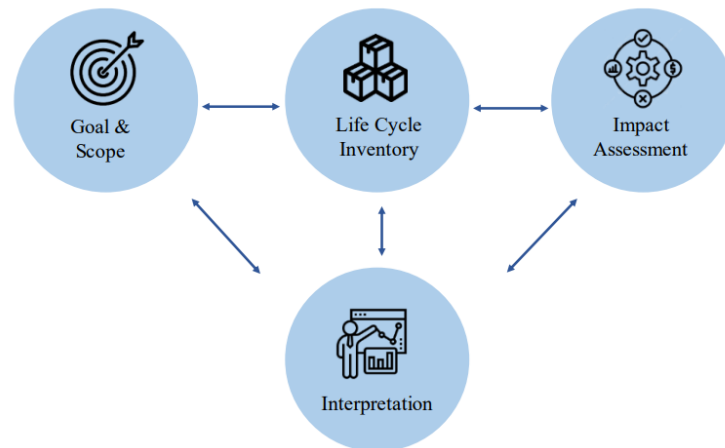 Goal &
Scope
Life Cycle
Inventory
Impact
Assessment
Interpretation